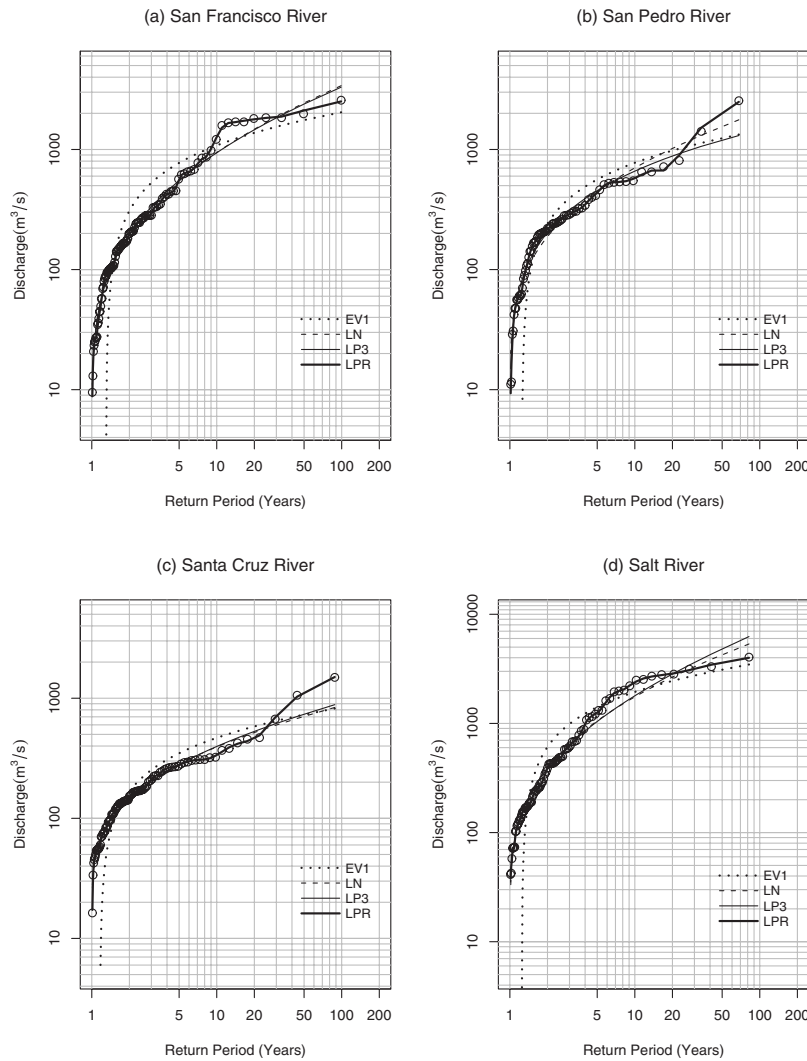 (a) San Francisco River
Discharge(m³/s)
1000
100
10
EV1
LN
LP3
LPR
1 5 10 20 50 100 200
Return Period (Years)
(b) San Pedro River
Discharge(m³/s)
1000
100
10
EV1
LN
LP3
LPR
1 5 10 20 50 100 200
Return Period (Years)
(c) Santa Cruz River
Discharge(m³/s)
1000
100
10
EV1
LN
LP3
LPR
1 5 10 20 50 100 200
Return Period (Years)
(d) Salt River
Discharge(m³/s)
10000
1000
100
10
EV1
LN
LP3
LPR
1 5 10 20 50 100 200
Return Period (Years)